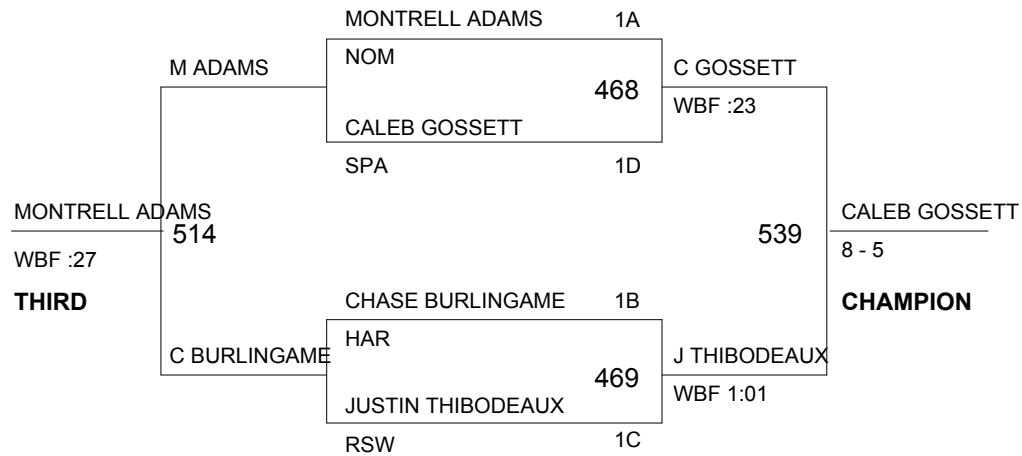 MONTRELL ADAMS 1A
NOM
M ADAMS
468
C GOSSETT
WBF :23
CALEB GOSSETT
SPA 1D
MONTRELL ADAMS
514
WBF :27
THIRD
539
CALEB GOSSETT
8 - 5
CHAMPION
CHASE BURLINGAME 1B
HAR
C BURLINGAME
469
J THIBODEAUX
WBF 1:01
JUSTIN THIBODEAUX
RSW 1C